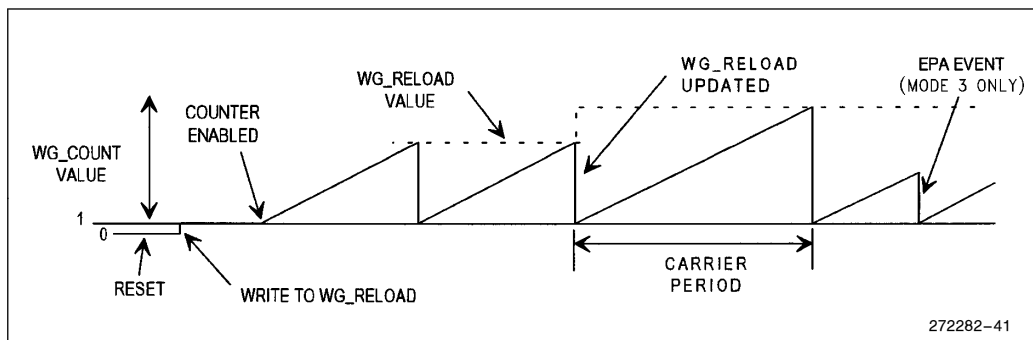 EPA EVENT
(MODE 3 ONLY)
WG_RELOAD
UPDATED
WG_RELOAD
VALUE
COUNTER
ENABLED
WG_COUNT
VALUE
1
0
RESET
WRITE TO WG_RELOAD
CARRIER
PERIOD
272282-41